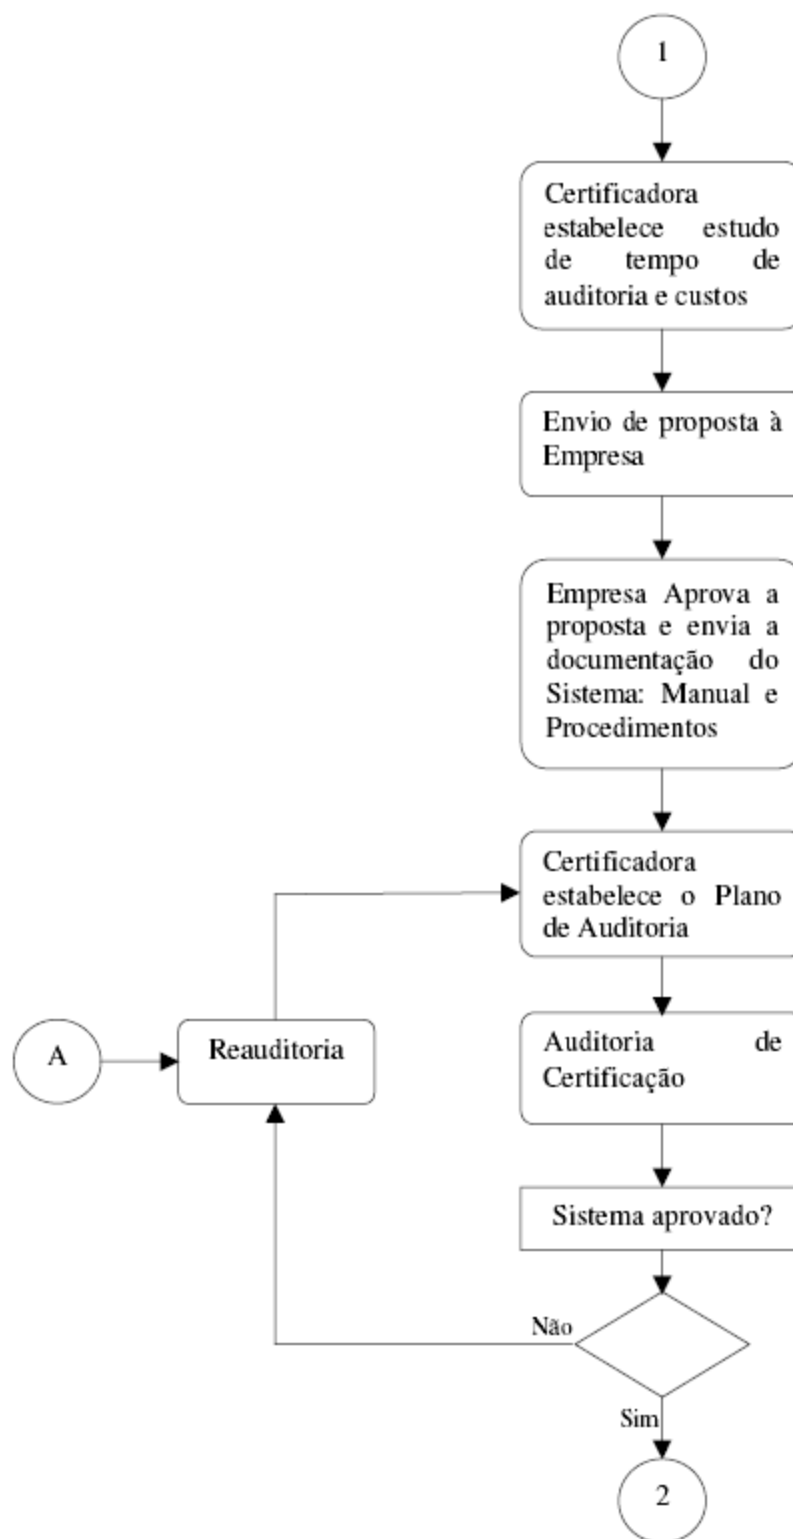 1
Certificadora
estabelece estudo
de tempo de
auditoria e custos
Envio de proposta à
Empresa
Empresa Aprova a
proposta e envia a
documentação do
Sistema: Manual e
Procedimentos
Certificadora
estabelece o Plano
de Auditoria
A
Reauditoria
Auditoria de
Certificação
Sistema aprovado?
Não
Sim
2